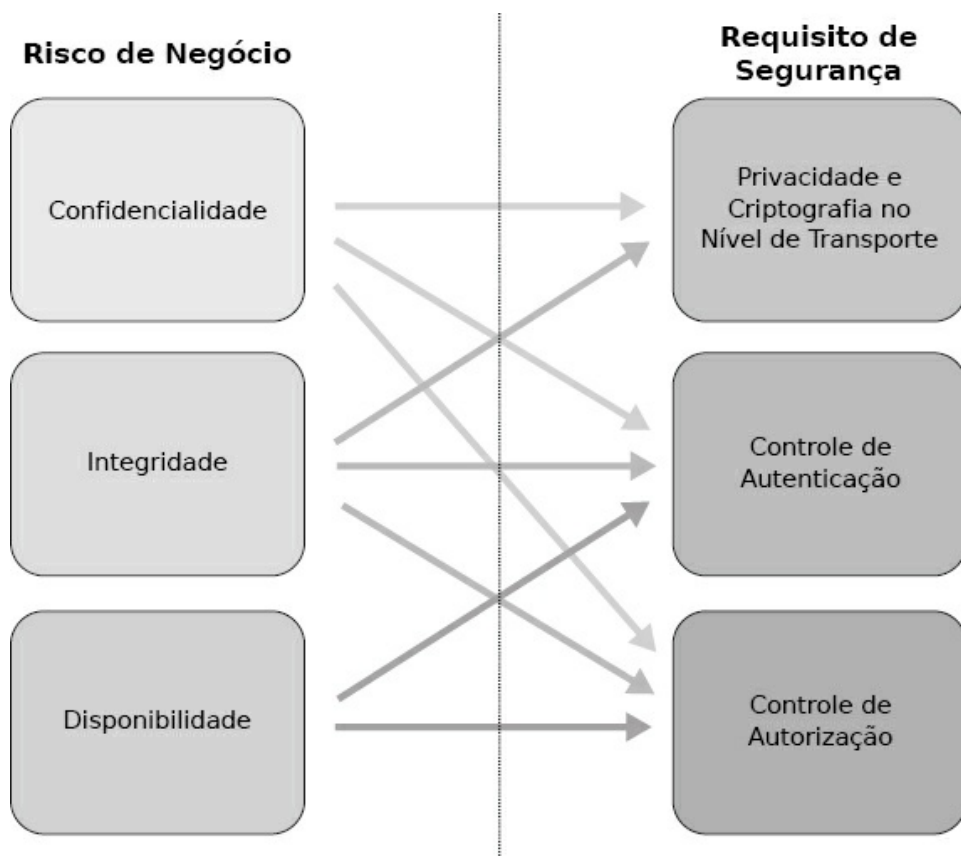 Risco de Negócio
Requisito de
Segurança
Confidencialidade
Privacidade e
Criptografia no
Nível de Transporte
Integridade
Controle de
Autenticação
Disponibilidade
Controle de
Autorização